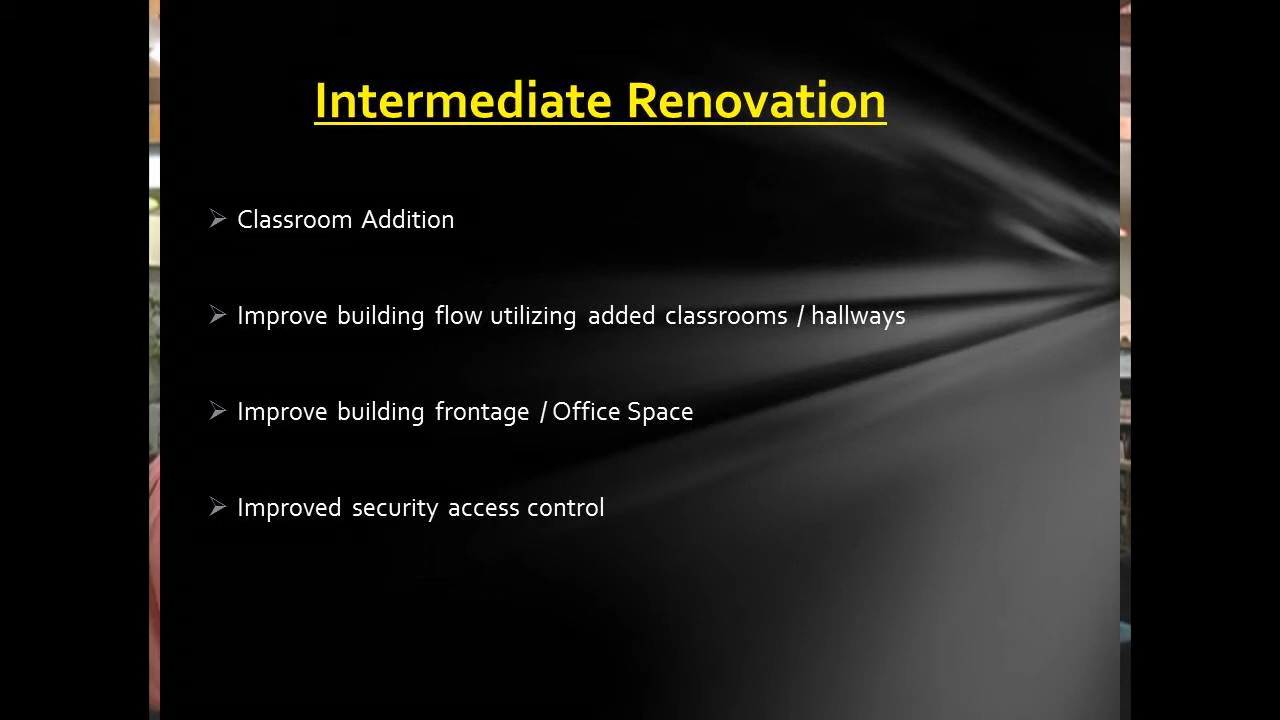 Intermediate Renovation
Classroom Addition
Improve building flow utilizing added classrooms / hallways
Improve building frontage / Office Space
Improved security access control